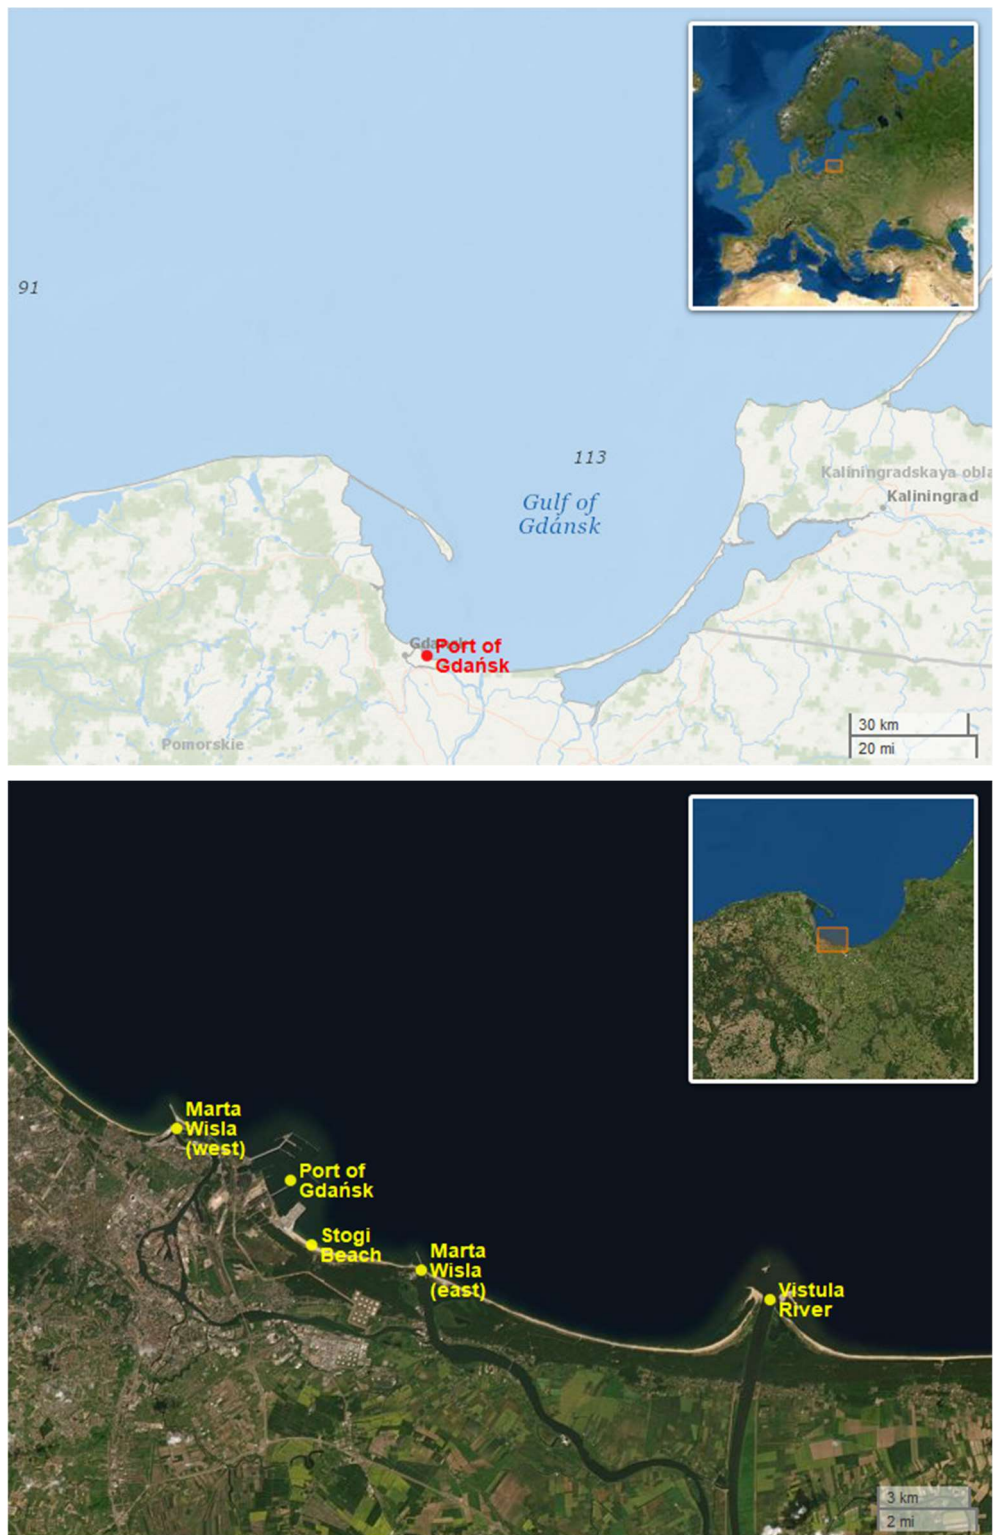 91
113
Gulf of
Gdánsk
Kaliningradskaya obla
Kaliningrad
Port of
Gdańsk
Pomorskie
30 km
20 mi
Marta
Wisla
(west)
Port of
Gdańsk
Stogi
Beach
Marta
Wisla
(east)
Vistula
River
3 km
2 mi